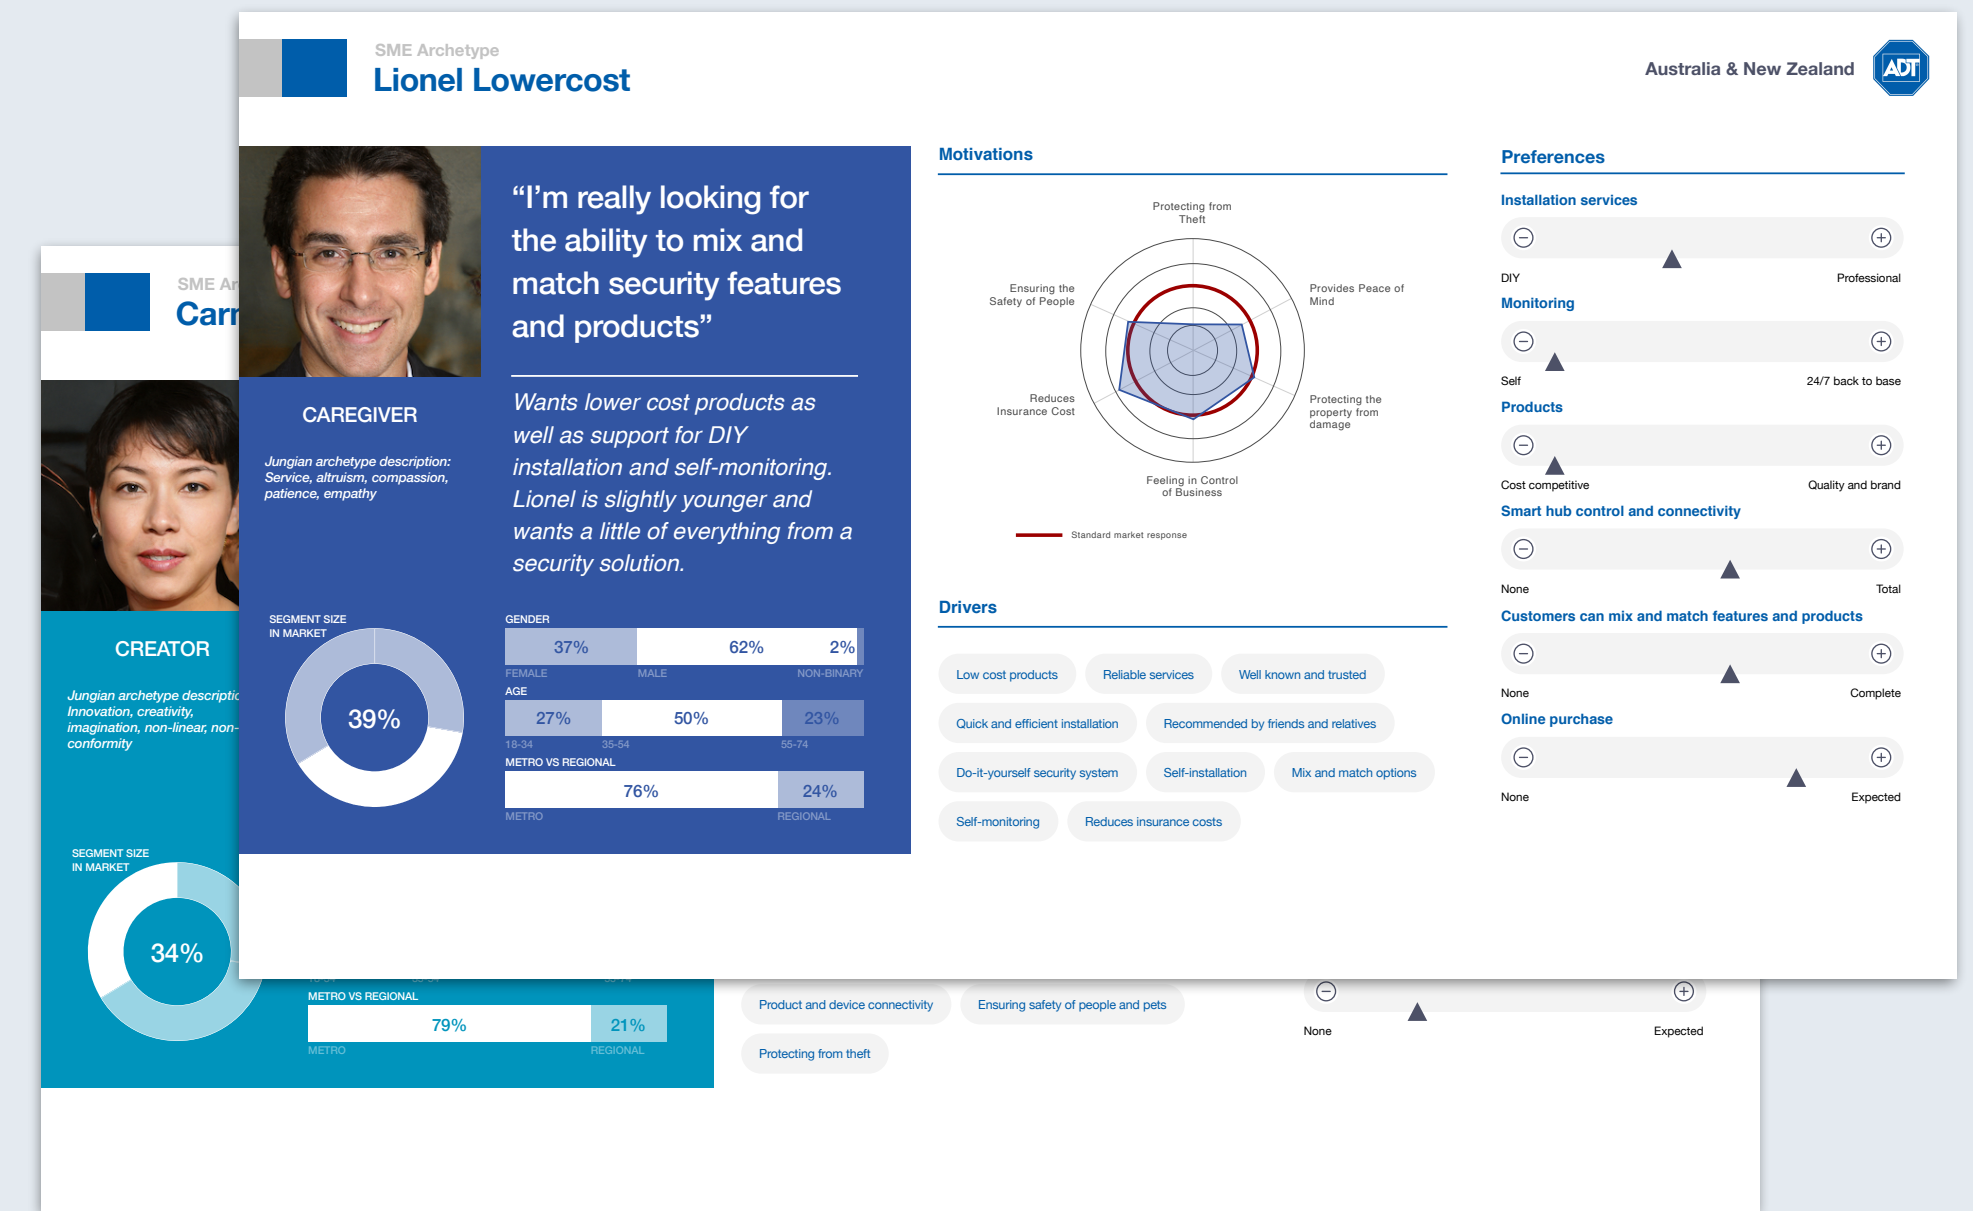 SME Archetype
Lionel Lowercost
Australia & New Zealand
ADT
“I’m really looking for
the ability to mix and
match security features
and products”
Wants lower cost products as
well as support for DIY
installation and self-monitoring.
Lionel is slightly younger and
wants a little of everything from a
security solution.
CAREGIVER
Jungian archetype description:
Service, altruism, compassion,
patience, empathy
SEGMENT SIZE
IN MARKET
39%
GENDER
37% 62% 2%
FEMALE MALE NON-BINARY
AGE
27% 50% 23%
18-34 35-54 55-74
METRO VS REGIONAL
76% 24%
METRO REGIONAL
Motivations
Protecting from
Theft
Provides Peace of
Mind
Protecting the
property from
damage
Feeling in Control
of Business
Reduces
Insurance Cost
Ensuring the
Safety of People
Standard market response
Drivers
Low cost products
Reliable services
Well known and trusted
Quick and efficient installation
Recommended by friends and relatives
Do-it-yourself security system
Self-installation
Mix and match options
Self-monitoring
Reduces insurance costs
Preferences
Installation services
DIY Professional
Monitoring
Self 24/7 back to base
Products
Cost competitive Quality and brand
Smart hub control and connectivity
None Total
Customers can mix and match features and products
None Complete
Online purchase
None Expected
SME Ar
Carr
CREATOR
Jungian archetype descriptio
Innovation, creativity,
imagination, non-linear, non-
conformity
SEGMENT SIZE
IN MARKET
34%
METRO VS REGIONAL
79% 21%
METRO REGIONAL
Product and device connectivity
Ensuring safety of people and pets
Protecting from theft
None Expected